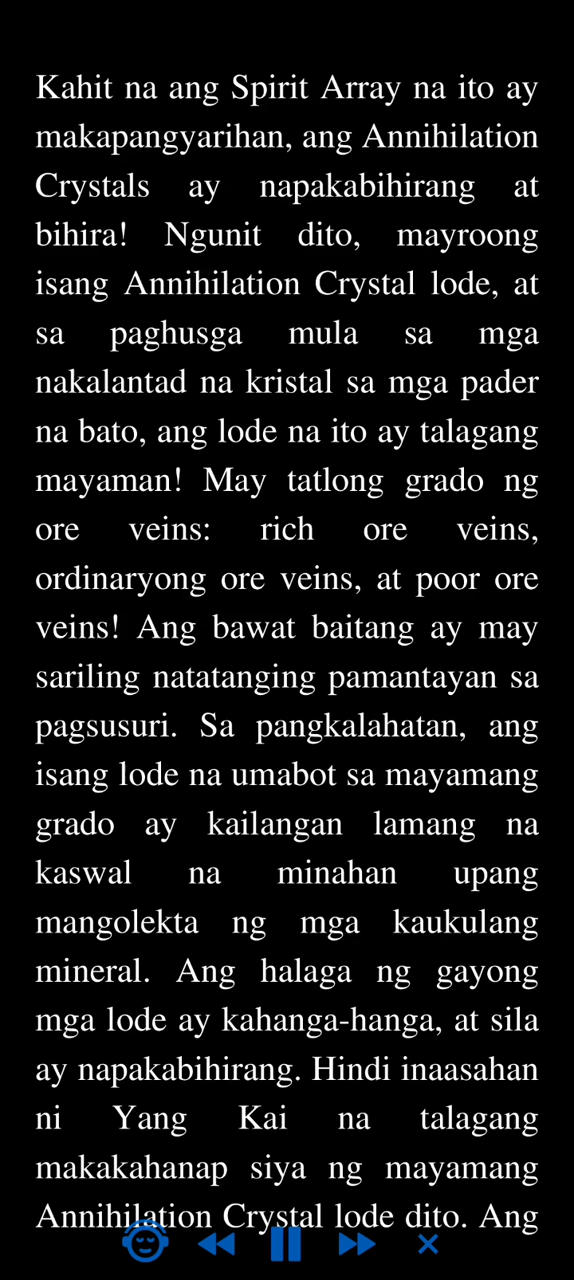 Kahit na ang Spirit Array na ito ay
makapangyarihan, ang Annihilation
Crystals ay napakabihirang at
bihira! Ngunit dito, mayroong
isang Annihilation Crystal lode, at
sa paghusga mula sa mga
nakalantad na kristal sa mga pader
na bato, ang lode na ito ay talagang
mayaman! May tatlong grado ng
ore veins: rich ore veins,
ordinaryong ore veins, at poor ore
veins! Ang bawat baitang ay may
sariling natatanging pamantayan sa
pagsusuri. Sa pangkalahatan, ang
isang lode na umabot sa mayamang
grado ay kailangan lamang na
kaswal na minahan upang
mangolekta ng mga kaukulang
mineral. Ang halaga ng gayong
mga lode ay kahanga-hanga, at sila
ay napakabihirang. Hindi inaasahan
ni Yang Kai na talagang
makakahanap siya ng mayamang
Annihilation Crystal lode dito. Ang